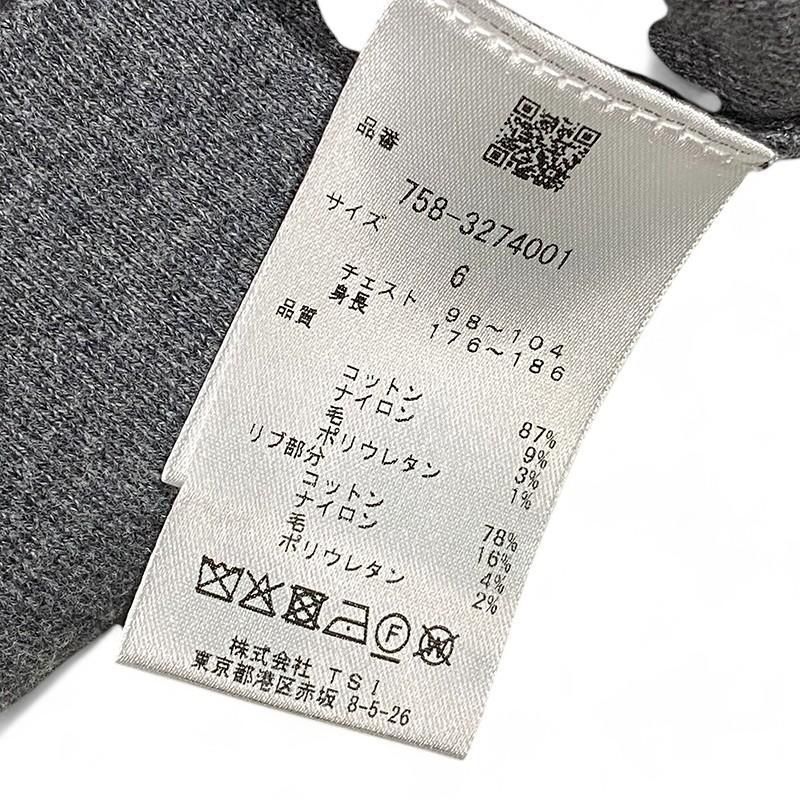 品番
758-3274001
サイズ
6
チェスト 98～104
身長 176～186
品質
コットン 87%
ナイロン 9%
毛 3%
ポリウレタン 1%
リブ部分
コットン 78%
ナイロン 16%
毛 4%
ポリウレタン 2%
F W
株式会社 TSI
東京都港区赤坂 8-5-26